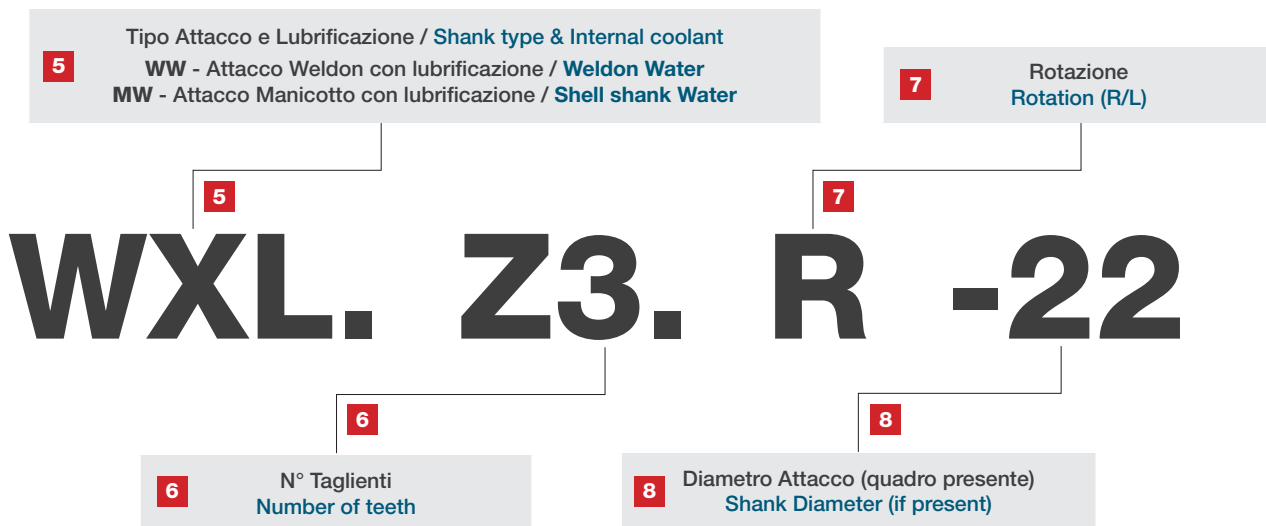 5
Tipo Attacco e Lubrificazione / Shank type & Internal coolant
WW - Attacco Weldon con lubrificazione / Weldon Water
MW - Attacco Manicotto con lubrificazione / Shell shank Water
7
Rotazione
Rotation (R/L)
5
7
WXL. Z3. R -22
6
8
6
N° Taglienti
Number of teeth
8
Diametro Attacco (quadro presente)
Shank Diameter (if present)